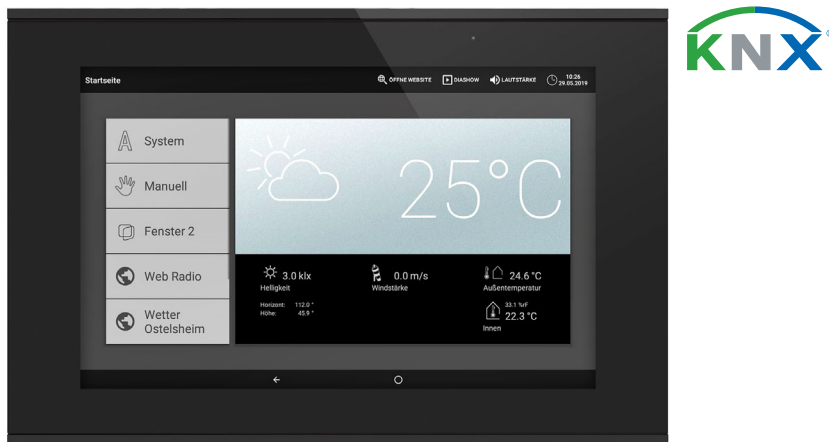 KNX
Startseite
ÖFFNE WEBSITE
DIASHOW
LAUTSTÄRKE
10:26
29.05.2019
System
Manuell
Fenster 2
Web Radio
Wetter
Ostelsheim
25°C
3.0 klx
Helligkeit
Horizont: 112.0 °
Höhe: 45.9 °
0.0 m/s
Windstärke
24.6 °C
Außentemperatur
33.1 %rF
22.3 °C
Innen